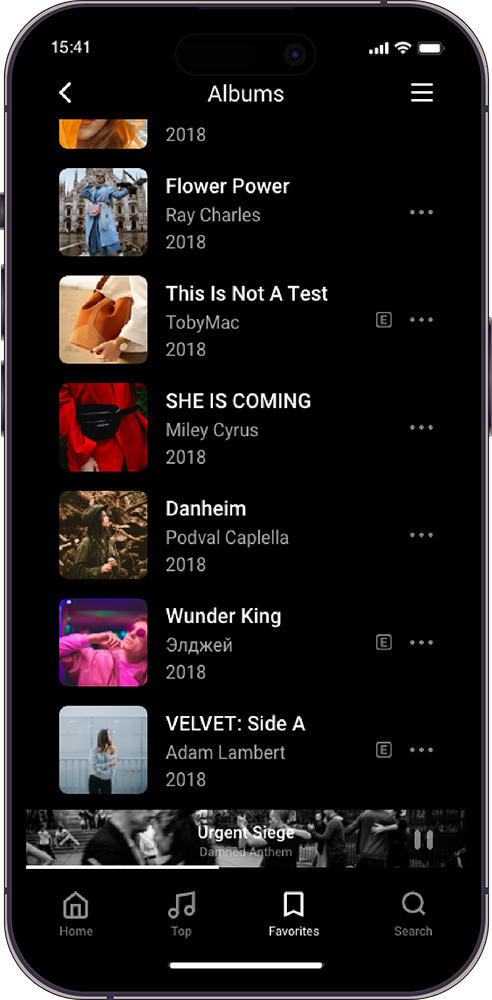 15:41
Albums
2018
Flower Power
Ray Charles
2018
This Is Not A Test
TobyMac
E
2018
SHE IS COMING
Miley Cyrus
2018
Danheim
Podval Caplella
2018
Wunder King
Элджей
E
2018
VELVET: Side A
Adam Lambert
E
2018
Urgent Siege
Damned Anthem
Home
Top
Favorites
Search